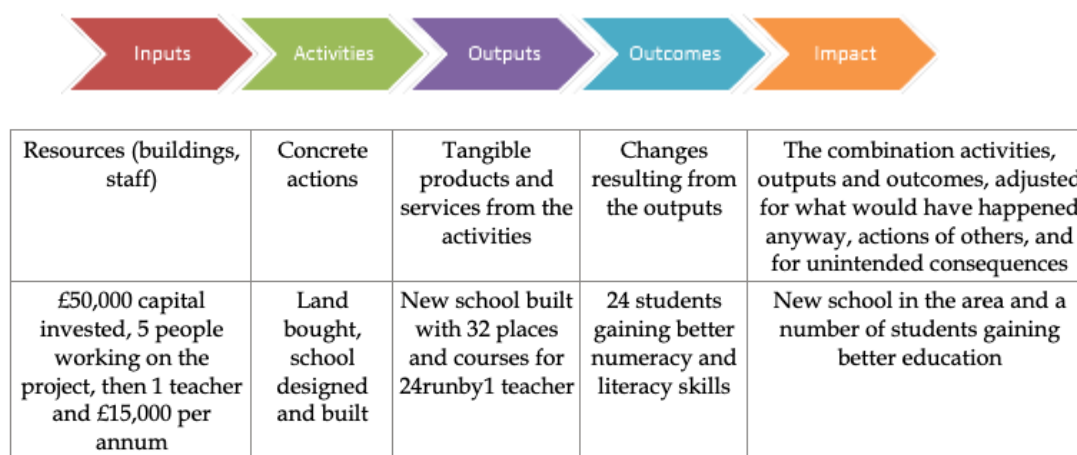 Inputs
Activities
Outputs
Outcomes
Impact
Resources (buildings,
staff)
Concrete
actions
Tangible
products and
services from the
activities
Changes
resulting from
the outputs
The combination activities,
outputs and outcomes, adjusted
for what would have happened
anyway, actions of others, and
for unintended consequences
£50,000 capital
invested, 5 people
working on the
project, then 1 teacher
and £15,000 per
annum
Land
bought,
school
designed
and built
New school built
with 32 places
and courses for
24runby1 teacher
24 students
gaining better
numeracy and
literacy skills
New school in the area and a
number of students gaining
better education